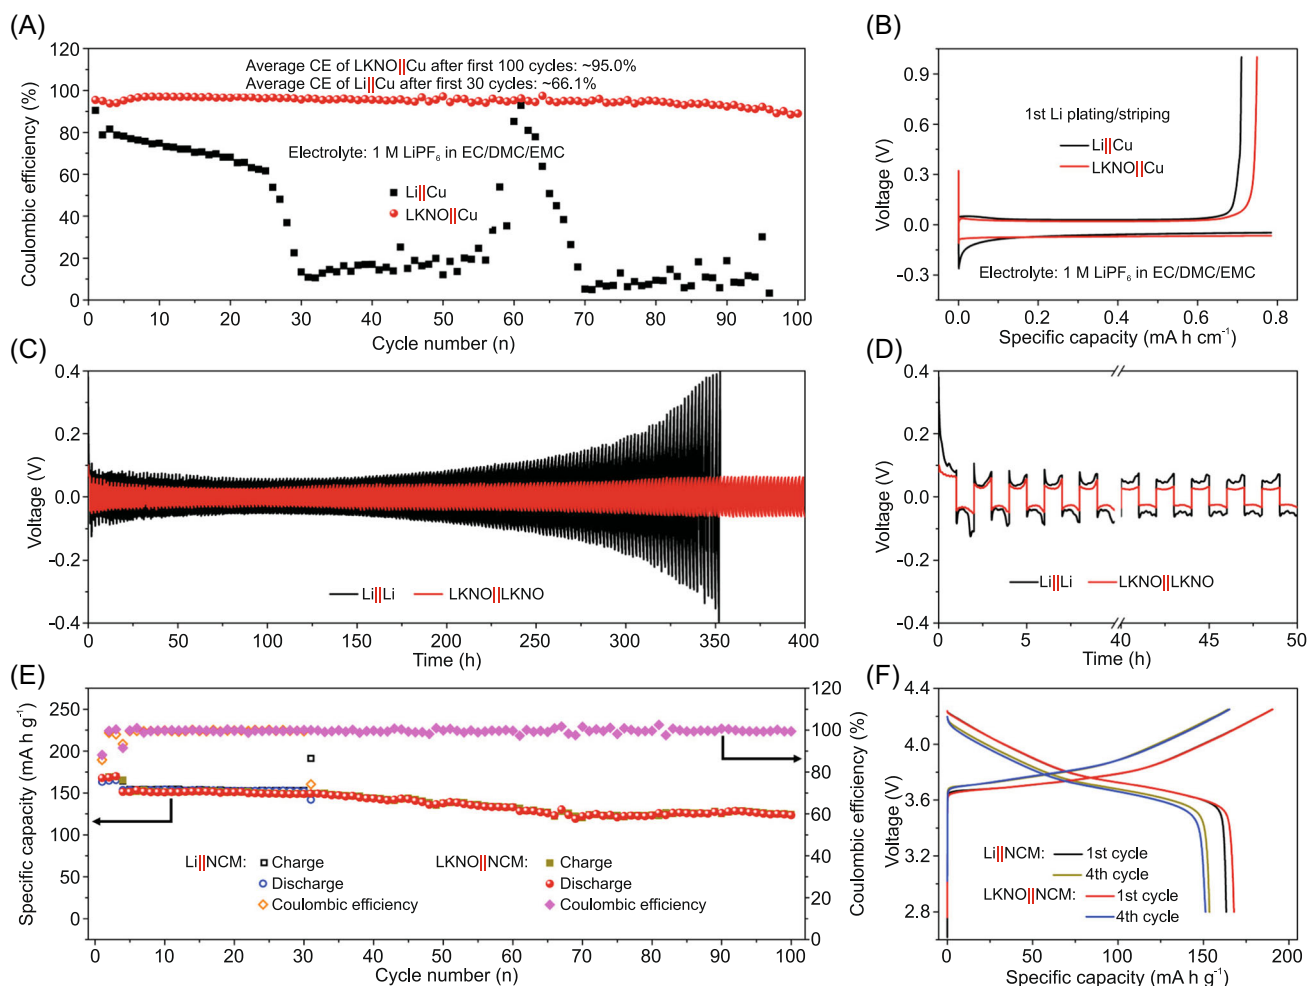 (A)
120
100
80
60
40
20
0
Coulombic efficiency (%)
Average CE of LKNO||Cu after first 100 cycles: ~95.0%
Average CE of Li||Cu after first 30 cycles: ~66.1%
Electrolyte: 1 M LiPF₆ in EC/DMC/EMC
Li||Cu
LKNO||Cu
0 10 20 30 40 50 60 70 80 90 100
Cycle number (n)
(B)
0.9
0.6
0.3
0.0
-0.3
Voltage (V)
1st Li plating/striping
Li||Cu
LKNO||Cu
Electrolyte: 1 M LiPF₆ in EC/DMC/EMC
0.0 0.2 0.4 0.6 0.8
Specific capacity (mA h cm⁻¹)
(C)
0.4
0.2
0.0
-0.2
-0.4
Voltage (V)
Li||Li LKNO||LKNO
0 50 100 150 200 250 300 350 400
Time (h)
(D)
0.4
0.2
0.0
-0.2
-0.4
Voltage (V)
Li||Li LKNO||LKNO
0 5 40 45 50
Time (h)
(E)
250
225
200
175
150
125
100
75
50
25
0
Specific capacity (mA h g⁻¹)
Li||NCM: Charge
Discharge
Coulombic efficiency
LKNO||NCM: Charge
Discharge
Coulombic efficiency
120
100
80
60
40
20
0
Coulombic efficiency (%)
0 10 20 30 40 50 60 70 80 90 100
Cycle number (n)
(F)
4.4
4.0
3.6
3.2
2.8
Voltage (V)
Li||NCM: 1st cycle
4th cycle
LKNO||NCM: 1st cycle
4th cycle
0 50 100 150 200
Specific capacity (mA h g⁻¹)